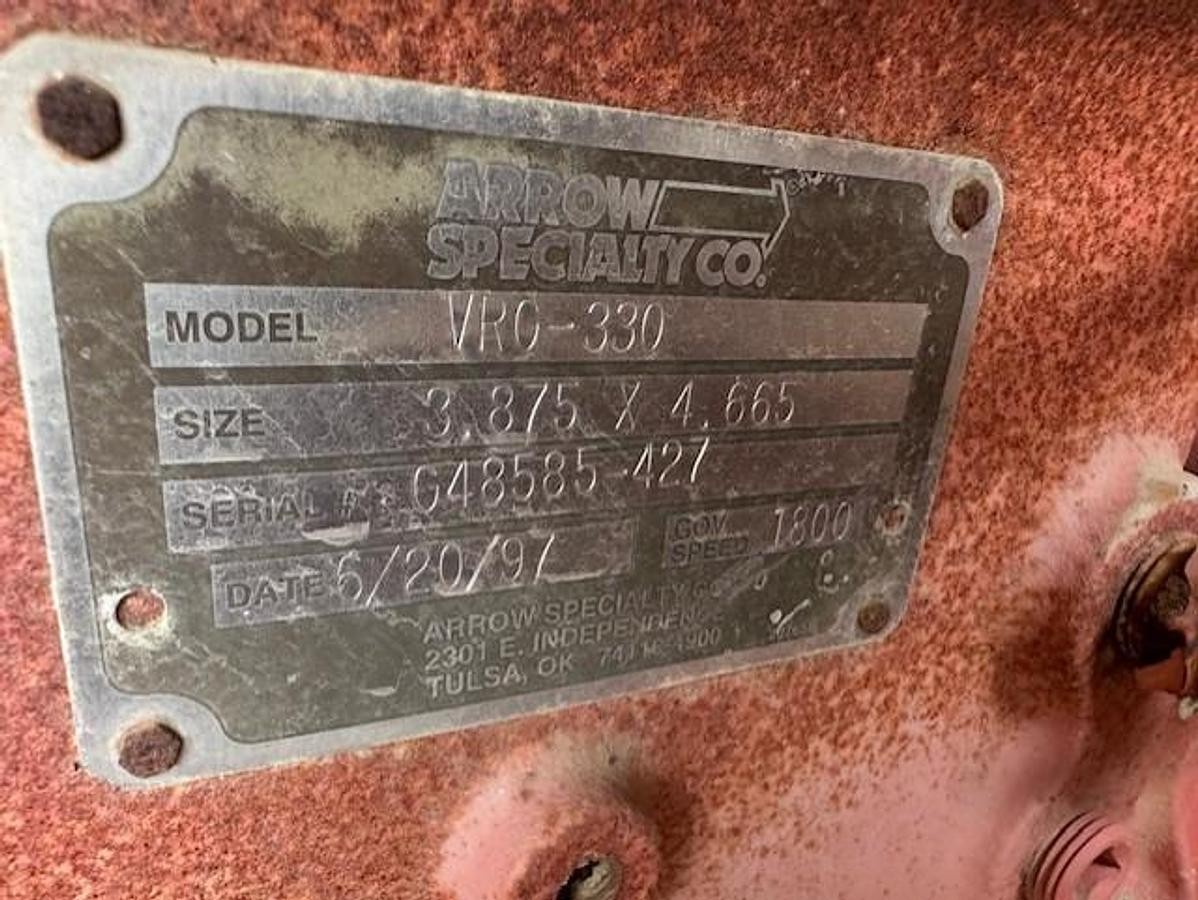 ARROW
SPECIALTY CO.
MODEL VRG-330
SIZE 3.875 X 4.665
SERIAL # G48585-427
DATE 6/20/97 GOV. SPEED 1800
ARROW SPECIALTY CO.
2301 E. INDEPENDENCE
TULSA, OK